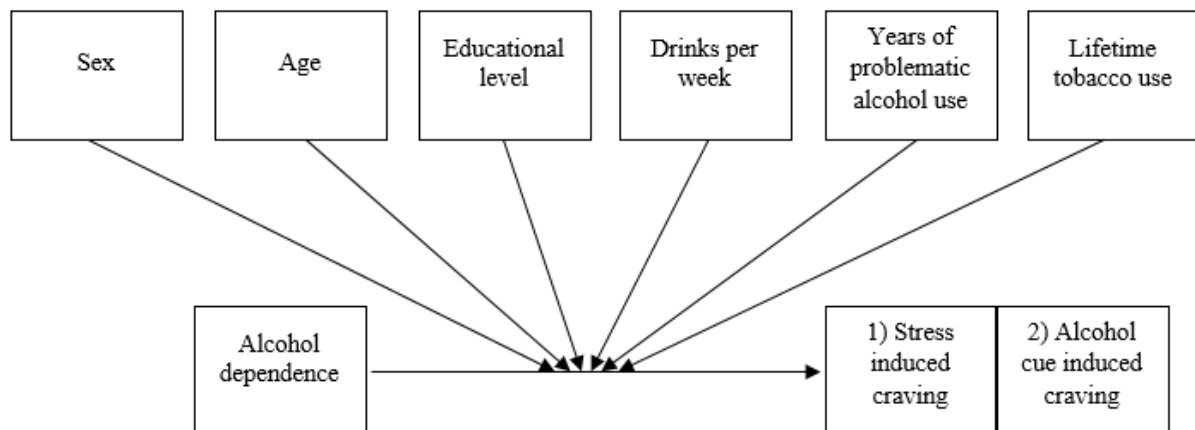 Sex
Age
Educational
level
Drinks per
week
Years of
problematic
alcohol use
Lifetime
tobacco use
Alcohol
dependence
1) Stress
induced
craving
2) Alcohol
cue induced
craving